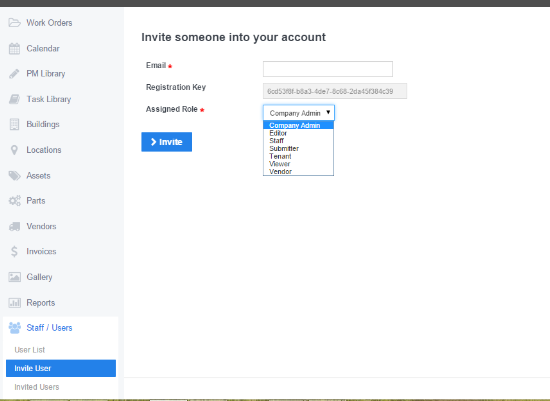 Work Orders
Calendar
PM Library
Task Library
Buildings
Locations
Assets
Parts
Vendors
Invoices
Gallery
Reports
Staff / Users
User List
Invite User
Invited Users
Invite someone into your account
Email *
Registration Key
6cd53f8f-b8a3-4de7-8c68-2da45f384c39
Assigned Role *
Company Admin
Company Admin
Editor
Staff
Submitter
Tenant
Viewer
Vendor
Invite